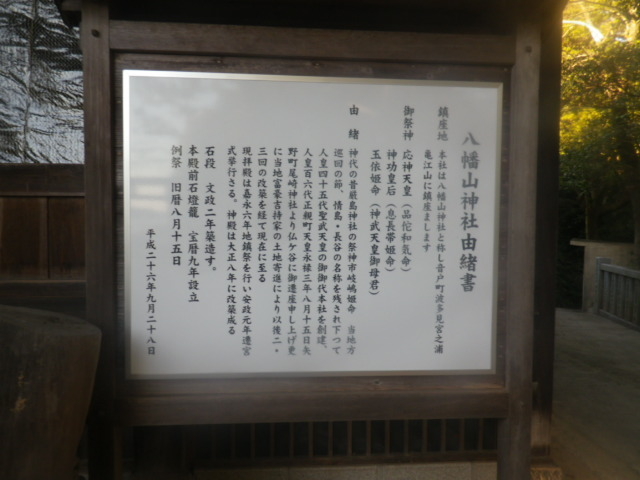 八幡山神社由緒書
鎮座地 本社は八幡山神社と称し音戸町波多見宮之浦
亀江山に鎮座まします
御祭神 応神天皇（品陀和気命）
神功皇后（息長帯姫命）
玉依姫命（神武天皇御母君）
由緒 神代の昔厳島神社の祭神市岐嶋姫命 当地方
巡回の節、情島・長谷の名称を残され下つて
人皇四十五代聖武天皇の御御代本社を創建、
人皇百六代正親町天皇永禄三年八月十五日矢
野町尾崎神社より仏ケ谷に御遷座申し上げ更
に当地富豪吉持家の土地寄進により以後二・
三回の改築を経て現在に至る
現拝殿は嘉永六年地鎮祭を行い安政元年遷宮
式挙行さる。神殿は大正八年に改築成る
石段 文政二年築造す。
本殿前石燈籠 宝暦九年設立
例祭 旧暦八月十五日
平成二十六年九月二十八日